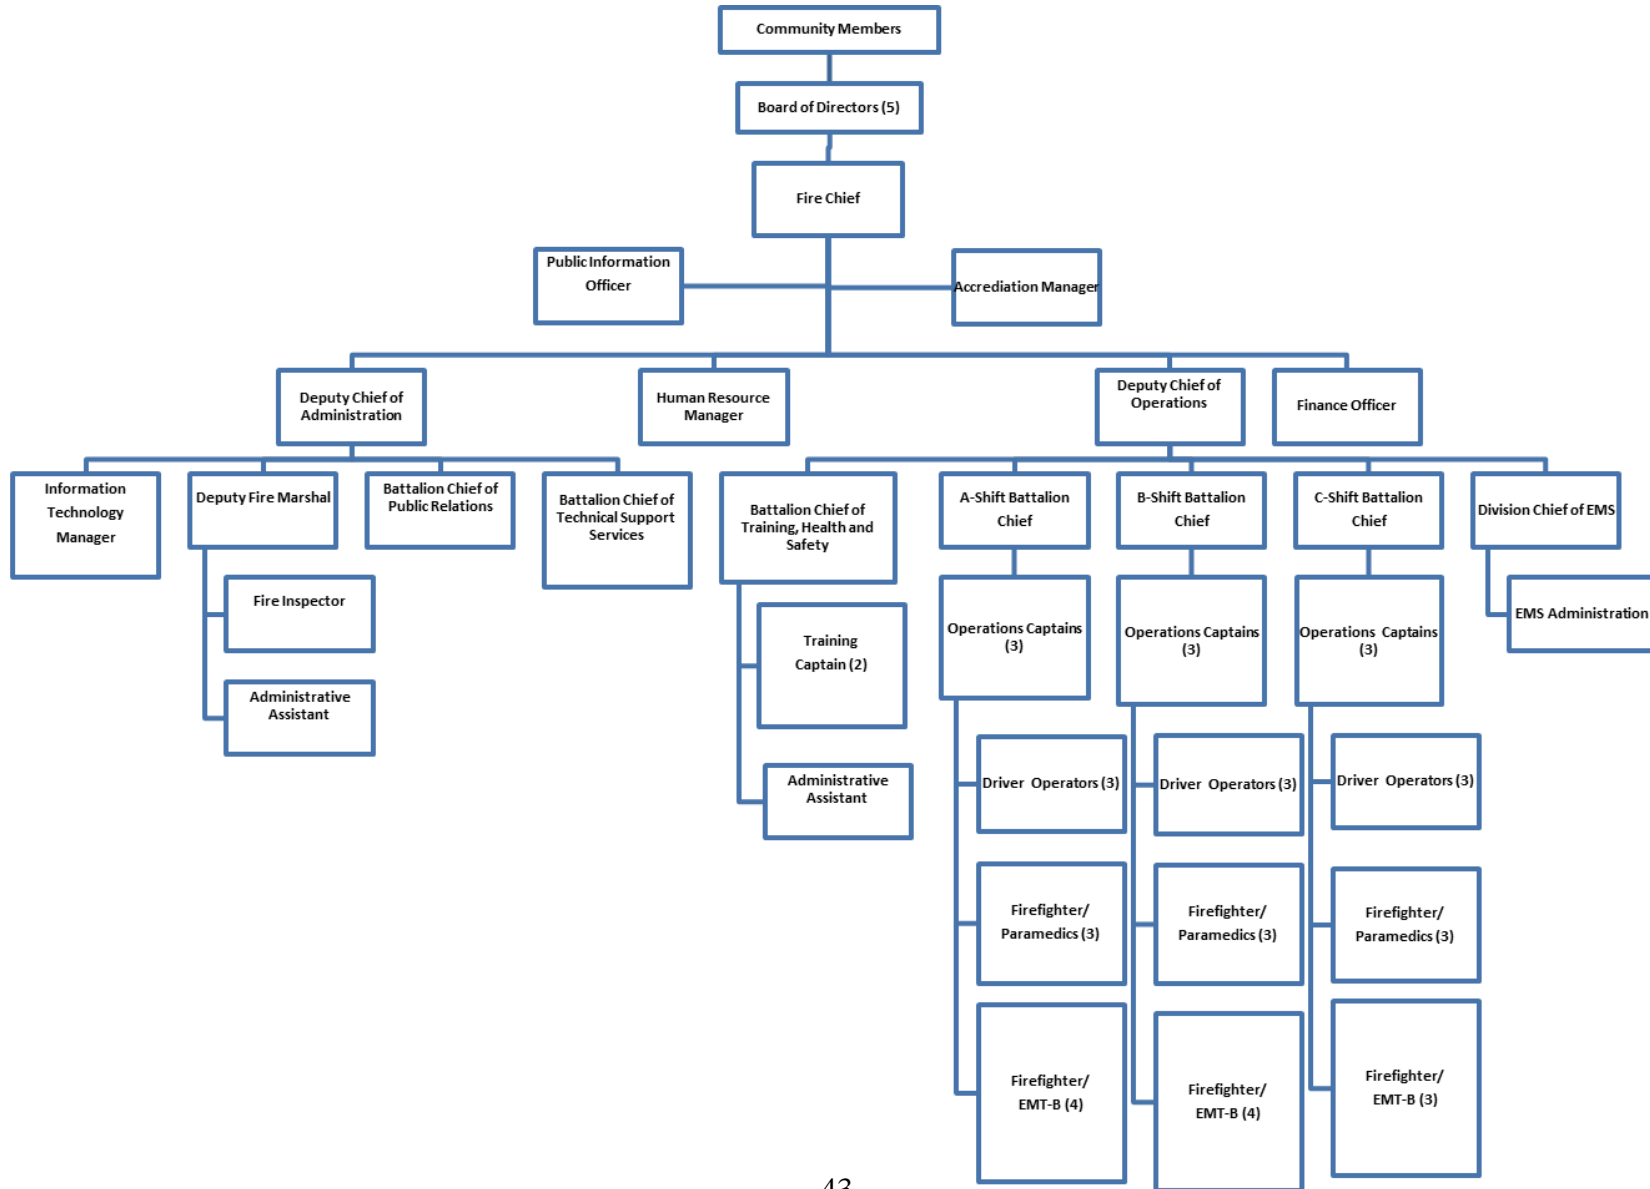 Community Members
Board of Directors (5)
Fire Chief
Public Information
Officer
Accrediation Manager
Deputy Chief of
Administration
Human Resource
Manager
Deputy Chief of
Operations
Finance Officer
Information
Technology
Manager
Deputy Fire Marshal
Battalion Chief of
Public Relations
Battalion Chief of
Technical Support
Services
Battalion Chief of
Training, Health and
Safety
A-Shift Battalion
Chief
B-Shift Battalion
Chief
C-Shift Battalion
Chief
Division Chief of EMS
Fire Inspector
Administrative
Assistant
Training
Captain (2)
Administrative
Assistant
Operations Captains
(3)
Operations Captains
(3)
Operations Captains
(3)
EMS Administration
Driver Operators (3)
Driver Operators (3)
Driver Operators (3)
Firefighter/
Paramedics (3)
Firefighter/
Paramedics (3)
Firefighter/
Paramedics (3)
Firefighter/
EMT-B (4)
Firefighter/
EMT-B (4)
Firefighter/
EMT-B (3)
43